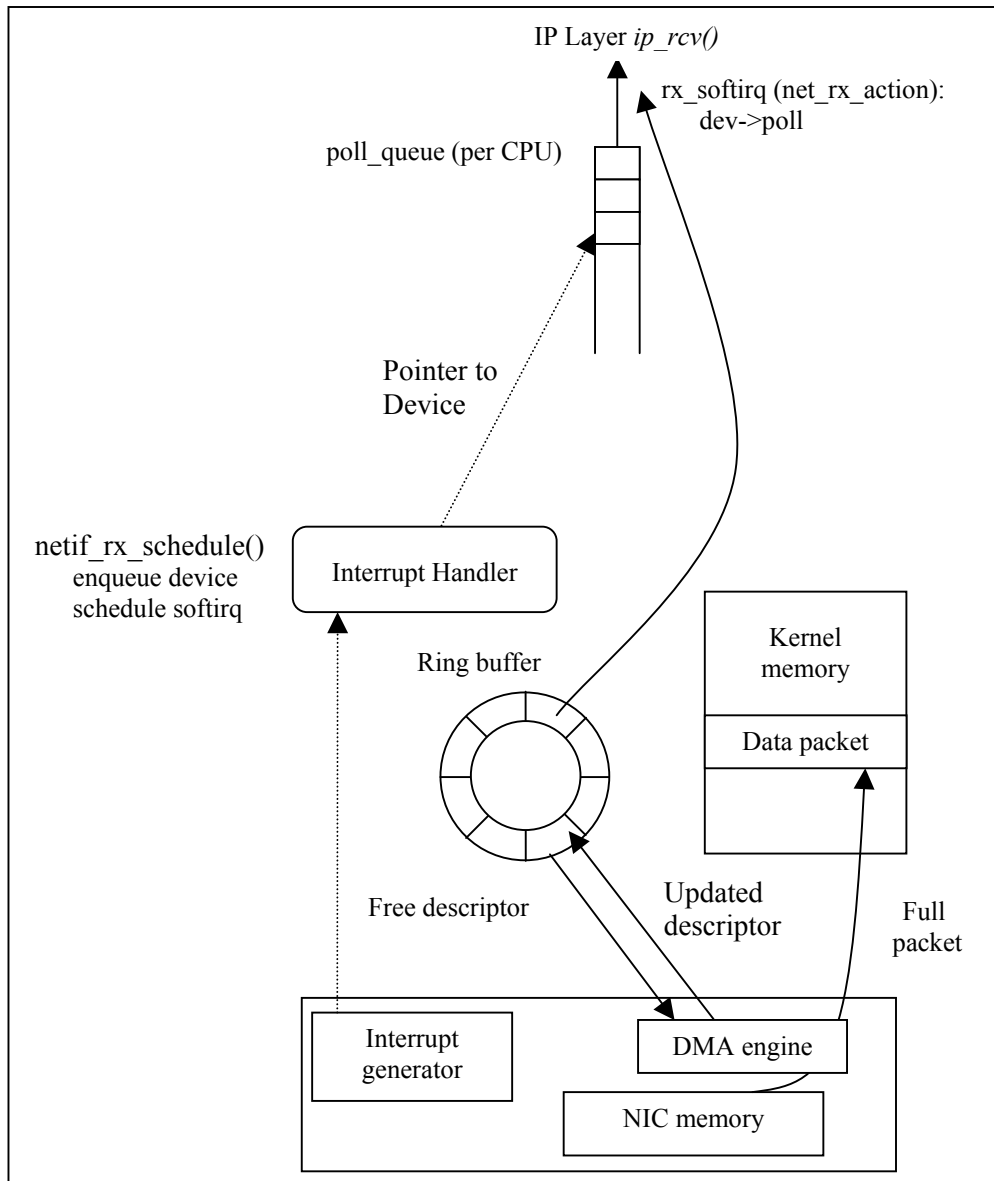 IP Layer ip_rcv()
rx_softirq (net_rx_action):
dev->poll
poll_queue (per CPU)
Pointer to
Device
netif_rx_schedule()
enqueue device
schedule softirq
Interrupt Handler
Ring buffer
Kernel
memory
Data packet
Free descriptor
Updated
descriptor
Full
packet
Interrupt
generator
DMA engine
NIC memory